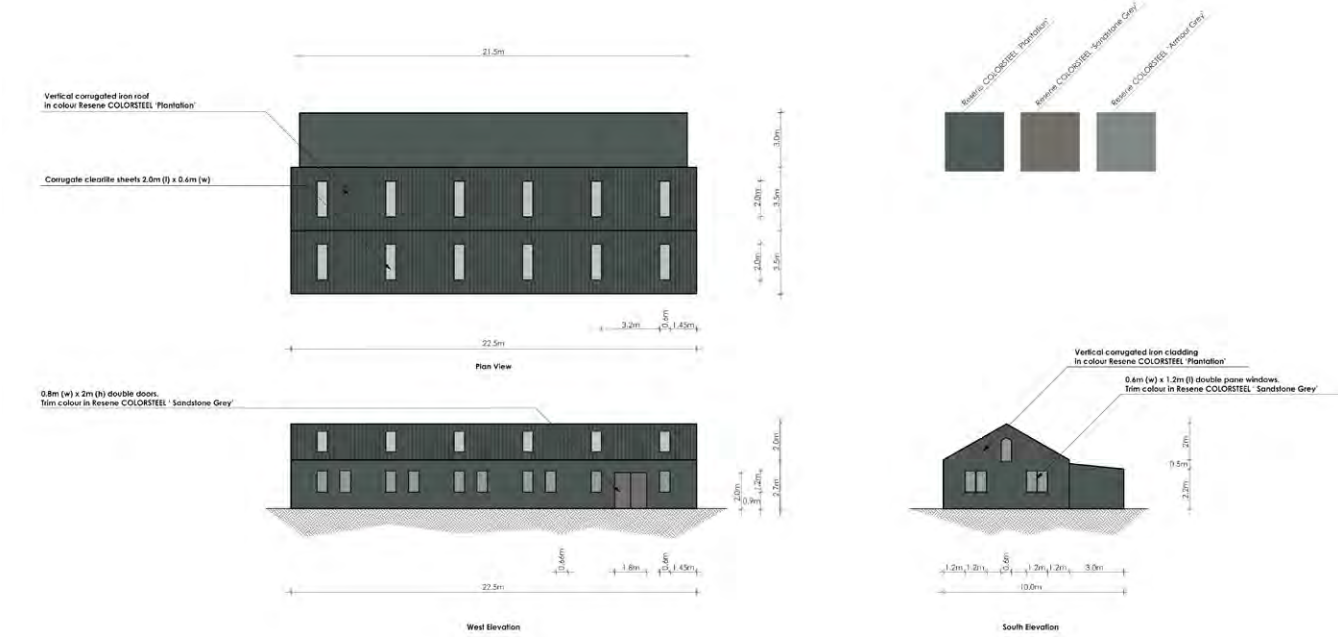 21.5m
Vertical corrugated iron roof
in colour Resene COLORSTEEL 'Plantation'
Corrugate clearlite sheets 2.0m (l) x 0.6m (w)
3.0m
2.0m
3.5m
2.0m
3.5m
3.2m
0.6m
1.45m
22.5m
Plan View
Resene COLORSTEEL 'Plantation'
Resene COLORSTEEL 'Sandstone Grey'
Resene COLORSTEEL 'Armour Grey'
0.8m (w) x 2m (h) double doors.
Trim colour in Resene COLORSTEEL ' Sandstone Grey'
2.0m
2.0m
1.2m
0.9m
2.7m
0.66m
1.8m
0.6m
1.45m
22.5m
West Elevation
Vertical corrugated iron cladding
in colour Resene COLORSTEEL 'Plantation'
0.6m (w) x 1.2m (l) double pane windows.
Trim colour in Resene COLORSTEEL ' Sandstone Grey'
2m
0.5m
2.2m
1.2m
1.2m
0.6m
1.2m
1.2m
3.0m
10.0m
South Elevation